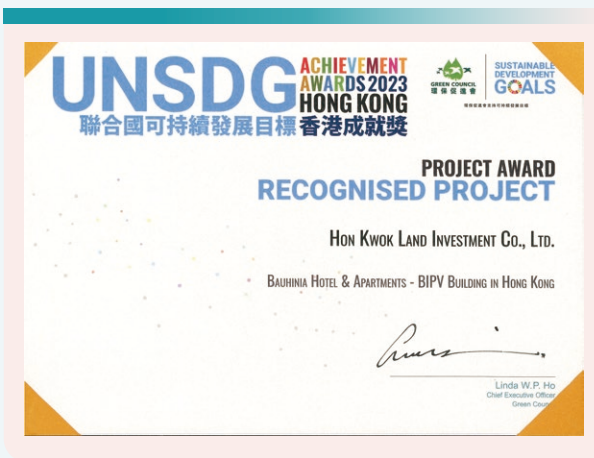 UNSDG
ACHIEVEMENT
AWARDS 2023
HONG KONG
聯合國可持續發展目標 香港成就獎
GREEN COUNCIL
環保促進會
SUSTAINABLE
DEVELOPMENT
GOALS
PROJECT AWARD
RECOGNISED PROJECT
HON KWOK LAND INVESTMENT CO., LTD.
BAUHINIA HOTEL & APARTMENTS - BIPV BUILDING IN HONG KONG
Linda W.P. Ho
Chief Executive Officer
Green